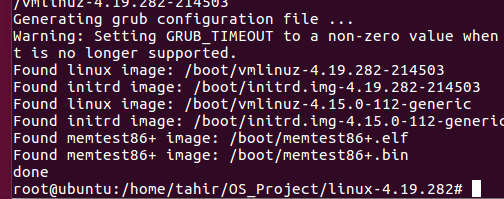 /vmlinuz-4.19.282-214503
Generating grub configuration file ...
Warning: Setting GRUB_TIMEOUT to a non-zero value when
t is no longer supported.
Found linux image: /boot/vmlinuz-4.19.282-214503
Found initrd image: /boot/initrd.img-4.19.282-214503
Found linux image: /boot/vmlinuz-4.15.0-112-generic
Found initrd image: /boot/initrd.img-4.15.0-112-generic
Found memtest86+ image: /boot/memtest86+.elf
Found memtest86+ image: /boot/memtest86+.bin
done
root@ubuntu:/home/tahir/OS_Project/linux-4.19.282#